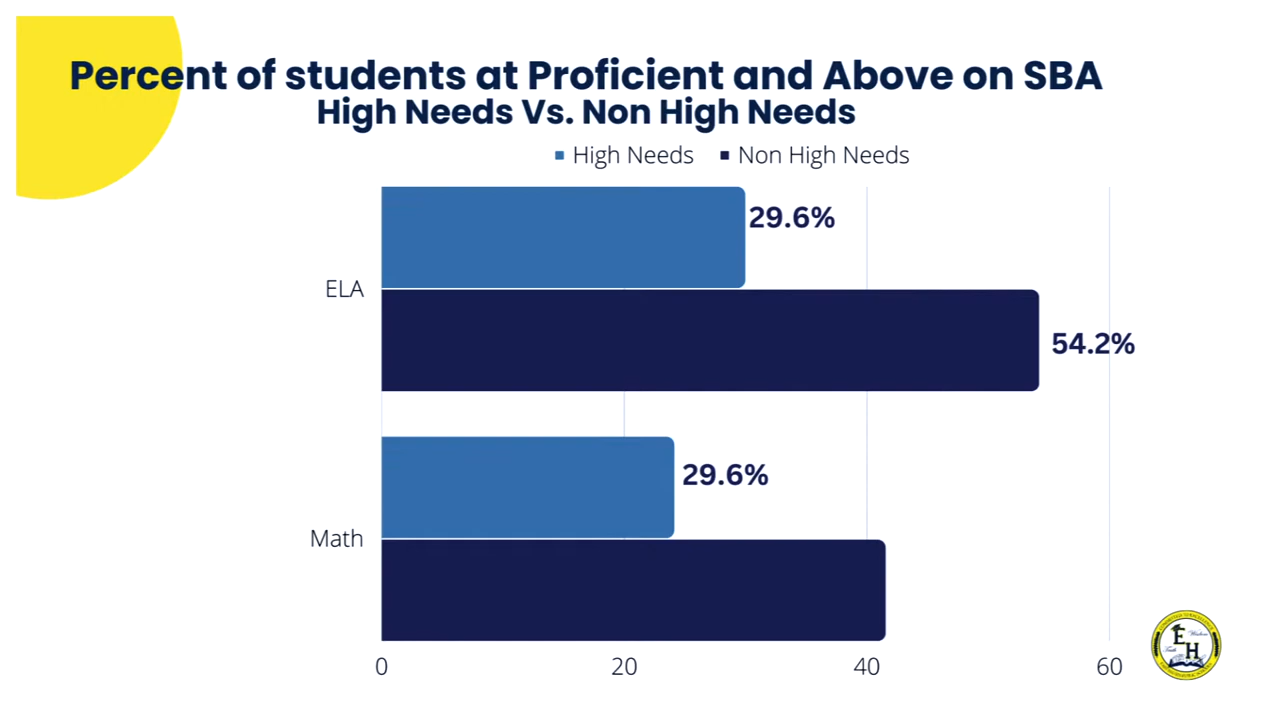 Percent of students at Proficient and Above on SBA
High Needs Vs. Non High Needs
High Needs Non High Needs
29.6%
ELA
54.2%
29.6%
Math
0 20 40 60
E
H